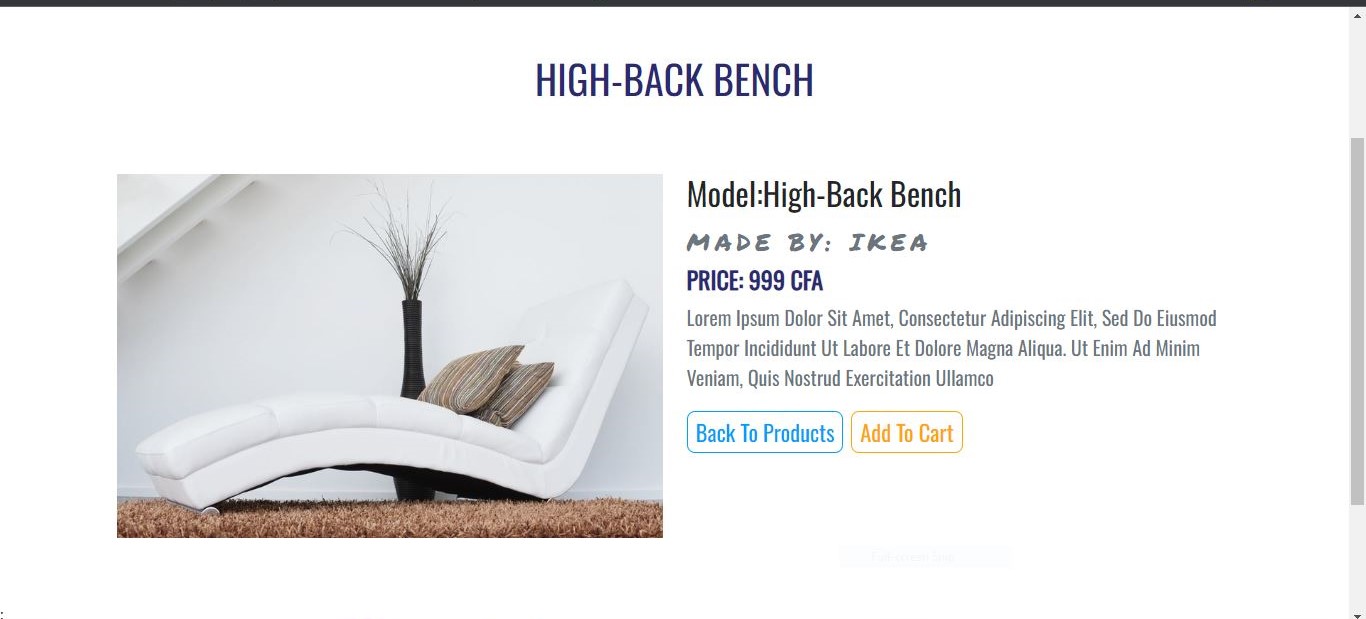 HIGH-BACK BENCH
Model:High-Back Bench
MADE BY: IKEA
PRICE: 999 CFA
Lorem Ipsum Dolor Sit Amet, Consectetur Adipiscing Elit, Sed Do Eiusmod
Tempor Incididunt Ut Labore Et Dolore Magna Aliqua. Ut Enim Ad Minim
Veniam, Quis Nostrud Exercitation Ullamco
Back To Products
Add To Cart
: